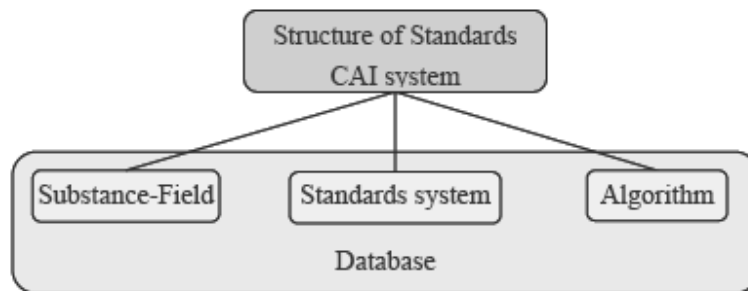 Structure of Standards
CAI system
Substance-Field
Standards system
Algorithm
Database